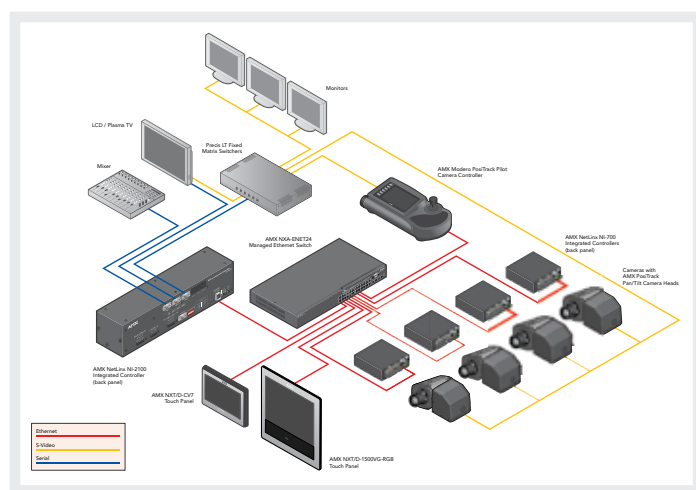 Monitors
LCD / Plasma TV
Precis LT Fixed
Matrix Switchers
Mixer
AMX Modero PosiTrack Pilot
Camera Controller
AMX NXA-ENET24
Managed Ethernet Switch
AMX NetLinx NI-700
Integrated Controllers
(back panel)
Cameras with
AMX PosiTrack
Pan/Tilt Camera Heads
AMX
AMX NetLinx NI-2100
Integrated Controller
(back panel)
AMX NXT/D-CV7
Touch Panel
AMX NXT/D-1500VG-RGB
Touch Panel
Ethernet
S-Video
Serial